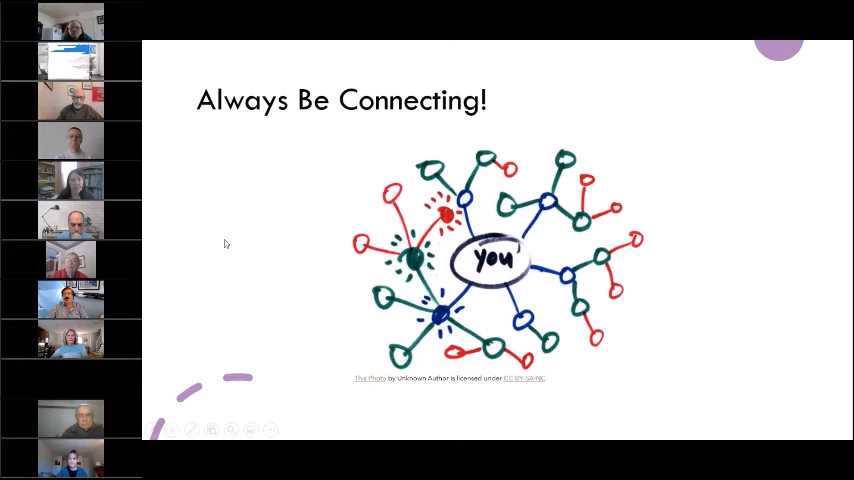 Always Be Connecting!
you
This Photo by Unknown Author is licensed under CC BY-SA-NC